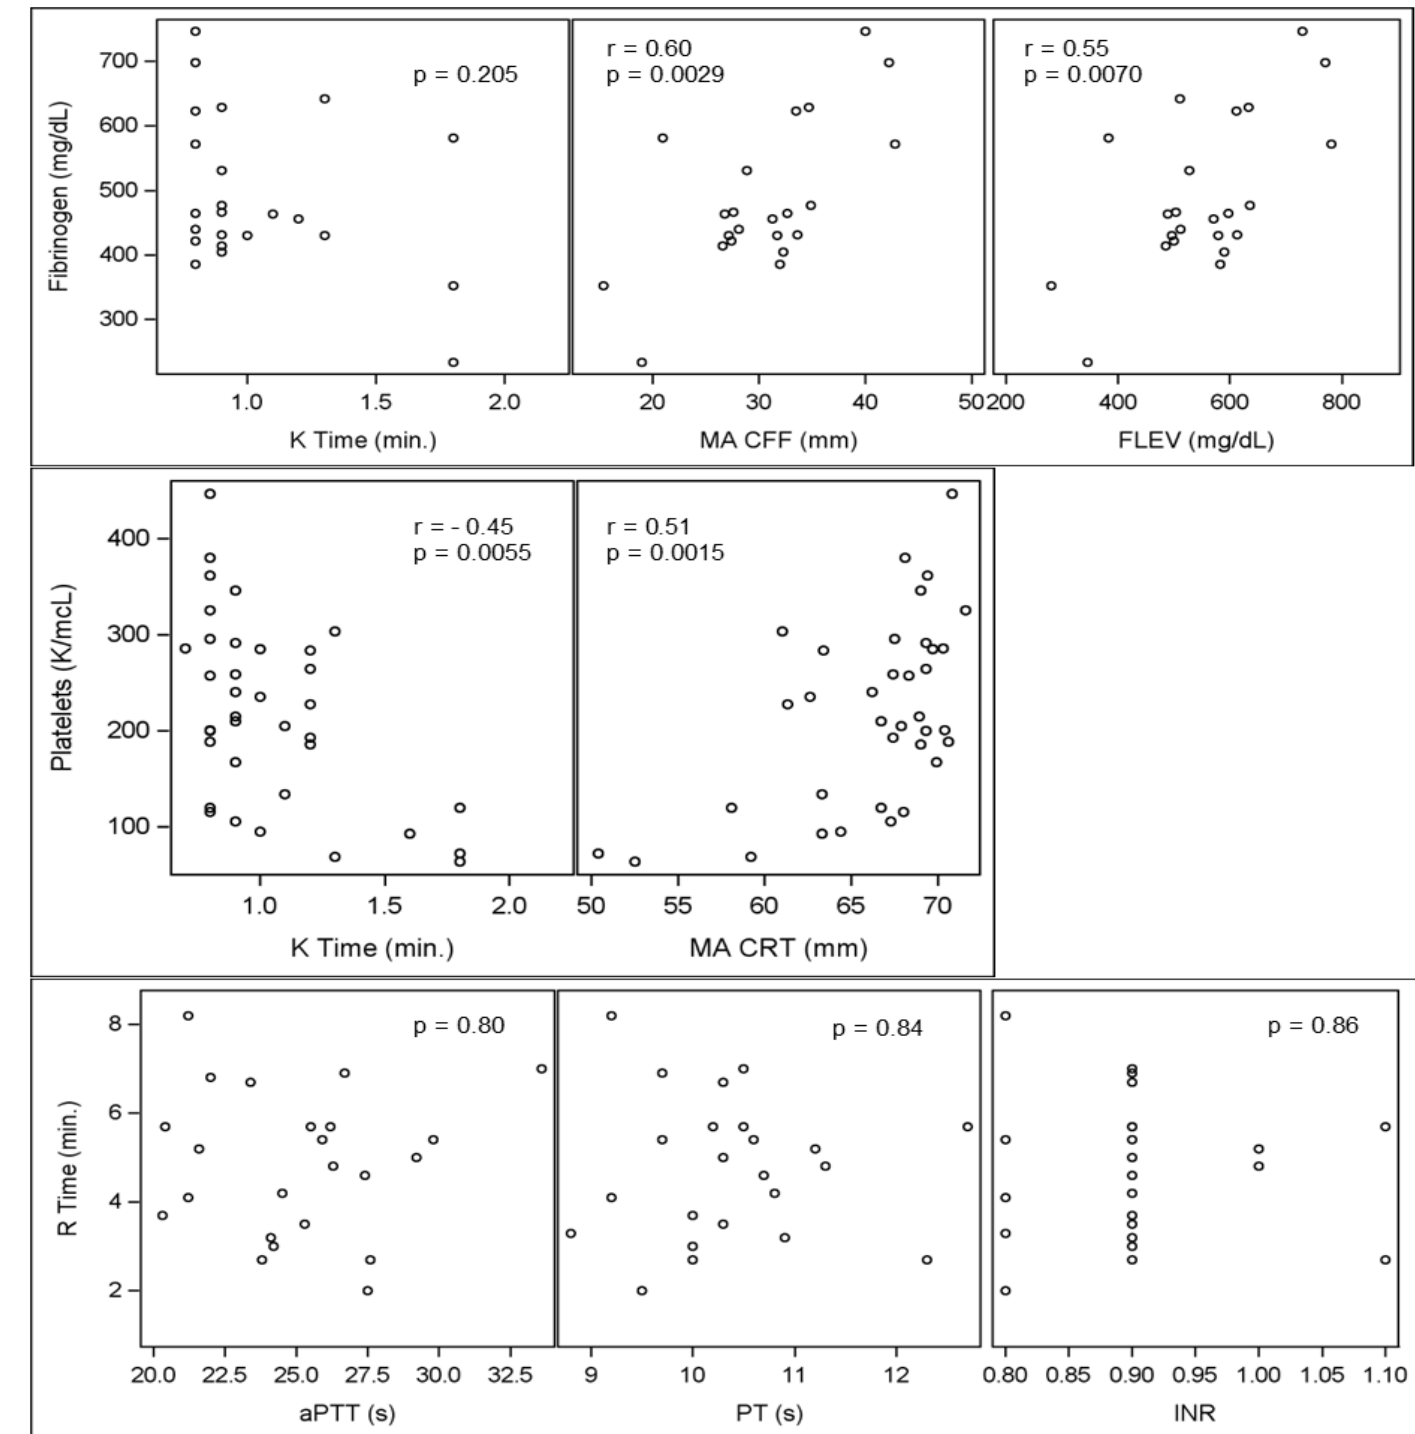 Fibrinogen (mg/dL)
700
600
500
400
300
p = 0.205
r = 0.60
p = 0.0029
r = 0.55
p = 0.0070
1.0 1.5 2.0
20 30 40 50
200 400 600 800
K Time (min.)
MA CFF (mm)
FLEV (mg/dL)
Platelets (K/mcL)
400
300
200
100
r = - 0.45
p = 0.0055
r = 0.51
p = 0.0015
1.0 1.5 2.0
50 55 60 65 70
K Time (min.)
MA CRT (mm)
R Time (min.)
8
6
4
2
p = 0.80
p = 0.84
p = 0.86
20.0 22.5 25.0 27.5 30.0 32.5
9 10 11 12
0.80 0.85 0.90 0.95 1.00 1.05 1.10
aPTT (s)
PT (s)
INR